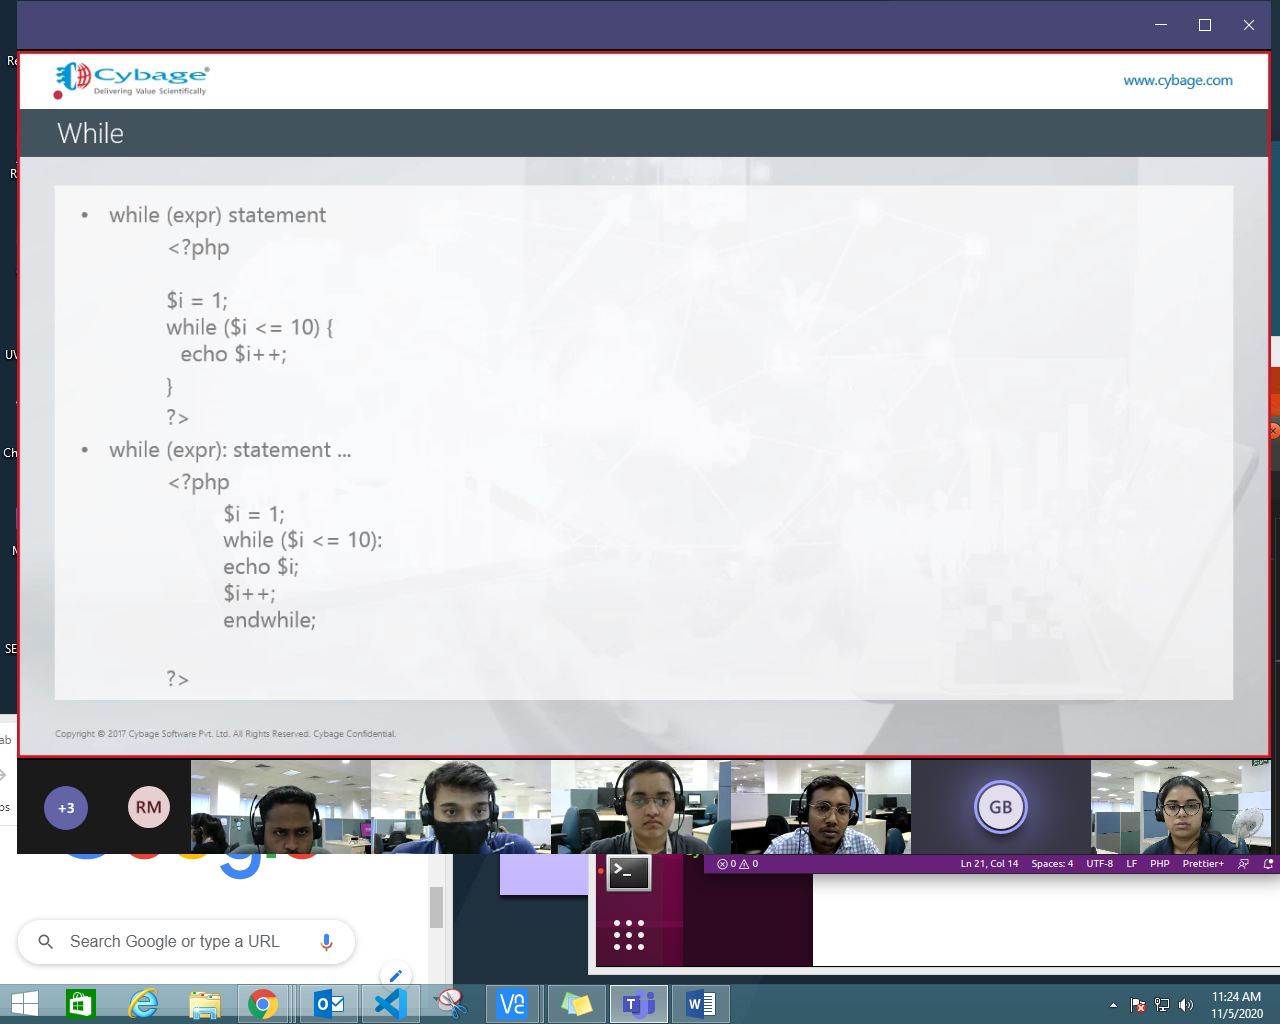 Cybage®
Delivering Value Scientifically
www.cybage.com
While
• while (expr) statement
<?php
$i = 1;
while ($i <= 10) {
echo $i++;
}
?>
• while (expr): statement ...
<?php
$i = 1;
while ($i <= 10):
echo $i;
$i++;
endwhile;
?>
Copyright © 2017 Cybage Software Pvt. Ltd. All Rights Reserved. Cybage Confidential.
+3
RM
GB
0 0
Ln 21, Col 14
Spaces: 4
UTF-8
LF
PHP
Prettier+
Search Google or type a URL
11:24 AM
11/5/2020